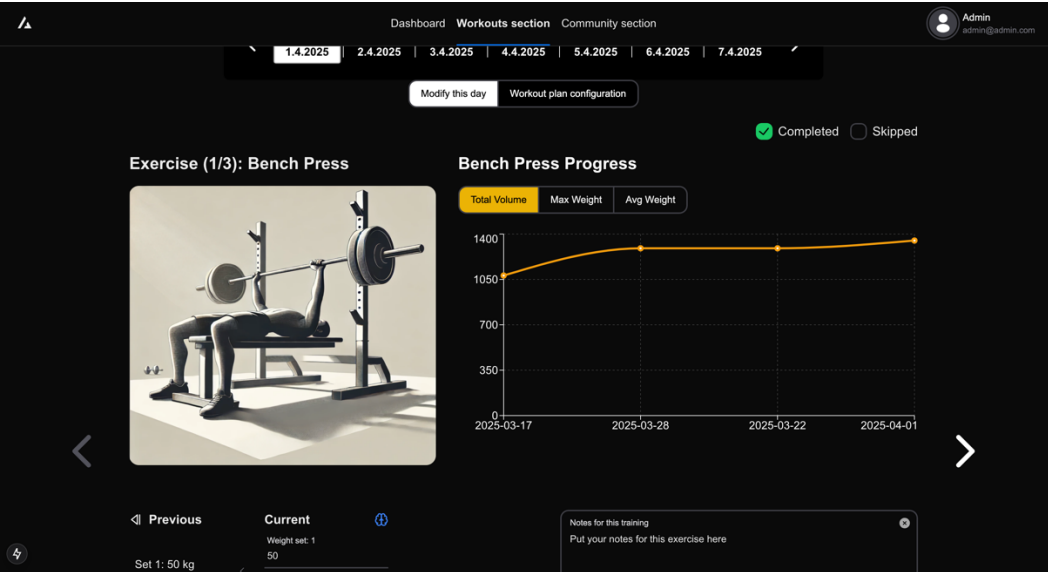 Dashboard Workouts section Community section
Admin
admin@admin.com
1.4.2025 2.4.2025 3.4.2025 4.4.2025 5.4.2025 6.4.2025 7.4.2025
Modify this day Workout plan configuration
Completed Skipped
Exercise (1/3): Bench Press
Bench Press Progress
Total Volume Max Weight Avg Weight
1400
1050
700
350
0
2025-03-17 2025-03-28 2025-03-22 2025-04-01
Previous
Current
Weight set: 1
50
Set 1: 50 kg
Notes for this training
Put your notes for this exercise here